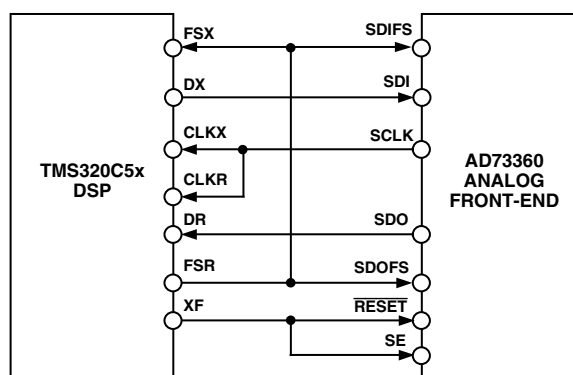 FSX
SDIFS
DX
SDI
CLKX
SCLK
TMS320C5x
DSP
AD73360
ANALOG
FRONT-END
CLKR
DR
SDO
FSR
SDOFS
XF
RESET
SE